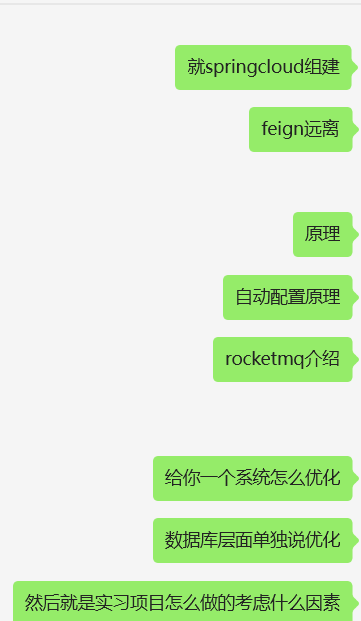 就springcloud组建
feign远离
原理
自动配置原理
rocketmq介绍
给你一个系统怎么优化
数据库层面单独说优化
然后就是实习项目怎么做的考虑什么因素